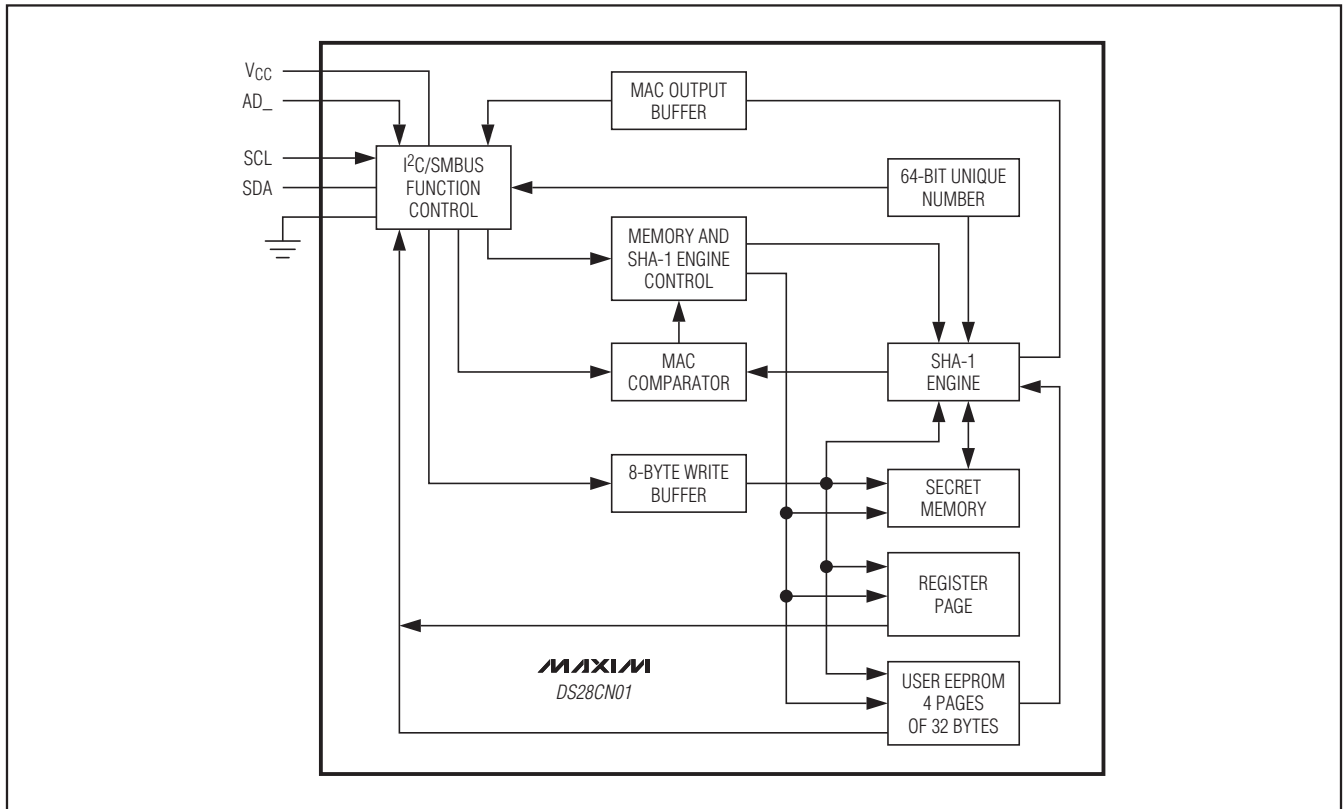 VCC
AD_
SCL
SDA
I2C/SMBUS
FUNCTION
CONTROL
MAC OUTPUT
BUFFER
64-BIT UNIQUE
NUMBER
MEMORY AND
SHA-1 ENGINE
CONTROL
MAC
COMPARATOR
SHA-1
ENGINE
8-BYTE WRITE
BUFFER
SECRET
MEMORY
REGISTER
PAGE
USER EEPROM
4 PAGES
OF 32 BYTES
MAXIM
DS28CN01